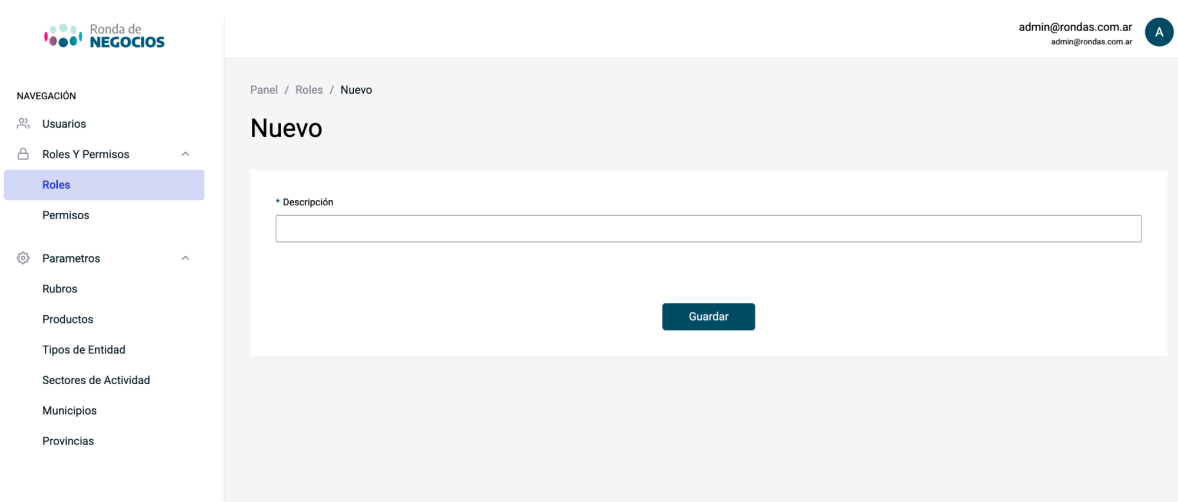 Ronda de
NEGOCIOS
admin@rondas.com.ar
admin@rondas.com.ar
A
NAVEGACIÓN
Usuarios
Roles Y Permisos
Roles
Permisos
Parametros
Rubros
Productos
Tipos de Entidad
Sectores de Actividad
Municipios
Provincias
Panel / Roles / Nuevo
Nuevo
* Descripción
Guardar